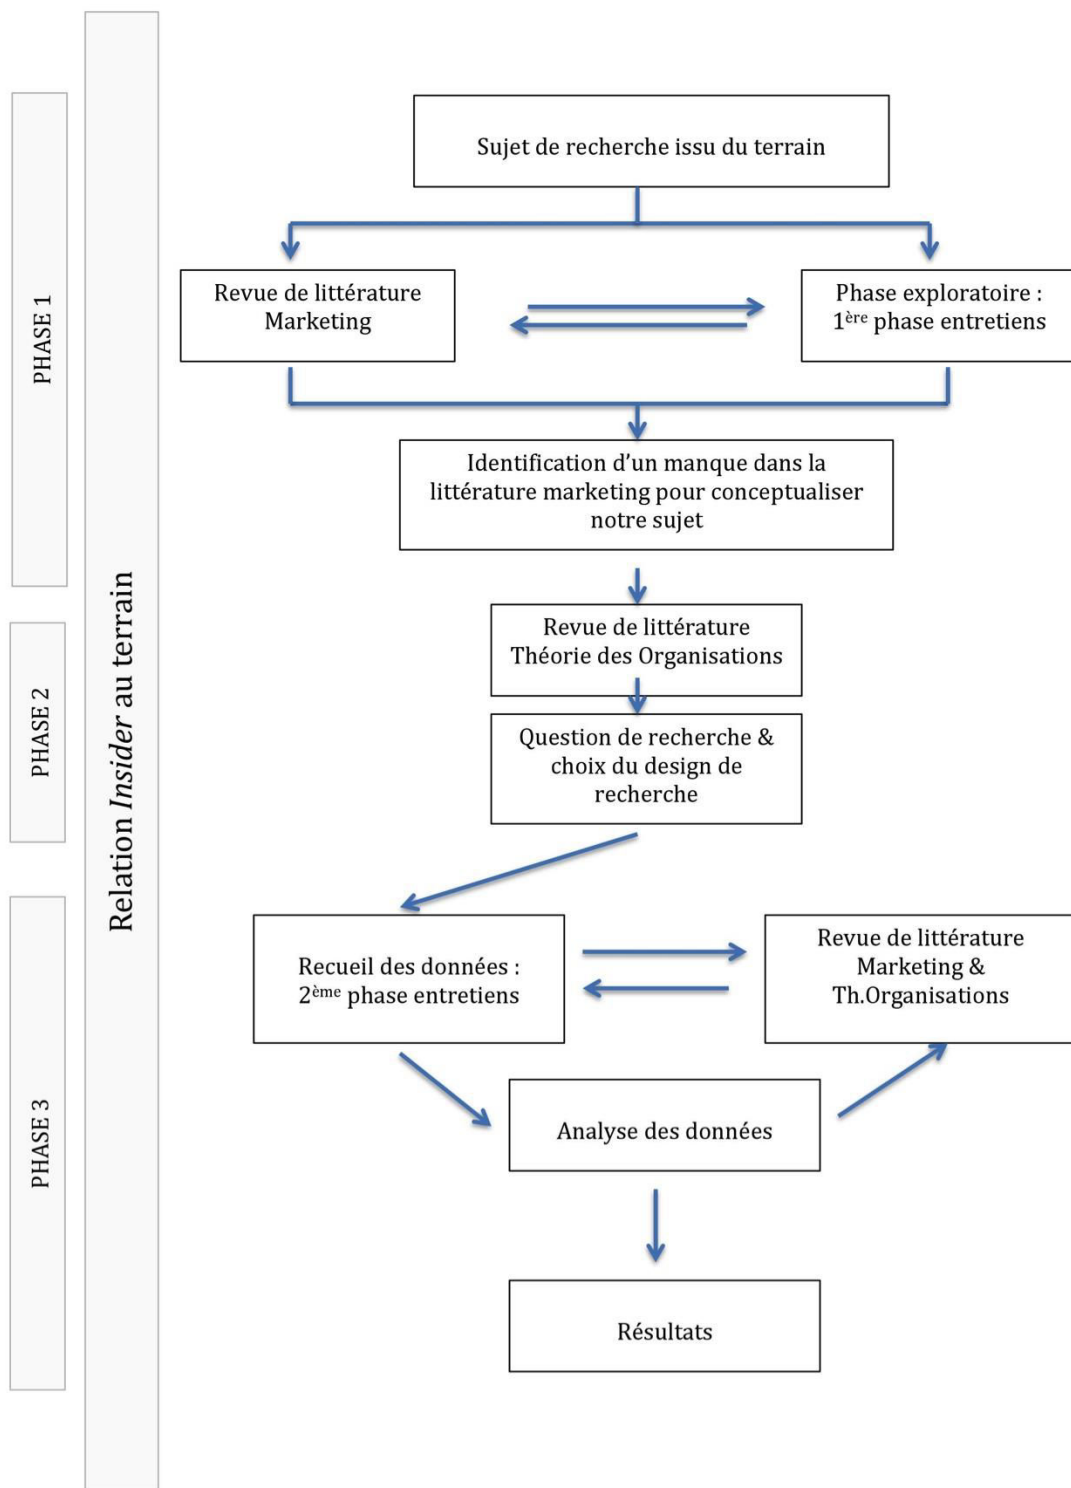 PHASE 1
PHASE 2
PHASE 3
Relation Insider au terrain
Sujet de recherche issu du terrain
Revue de littérature
Marketing
Phase exploratoire :
1ère phase entretiens
Identification d’un manque dans la
littérature marketing pour conceptualiser
notre sujet
Revue de littérature
Théorie des Organisations
Question de recherche &
choix du design de
recherche
Recueil des données :
2ème phase entretiens
Revue de littérature
Marketing &
Th.Organisations
Analyse des données
Résultats